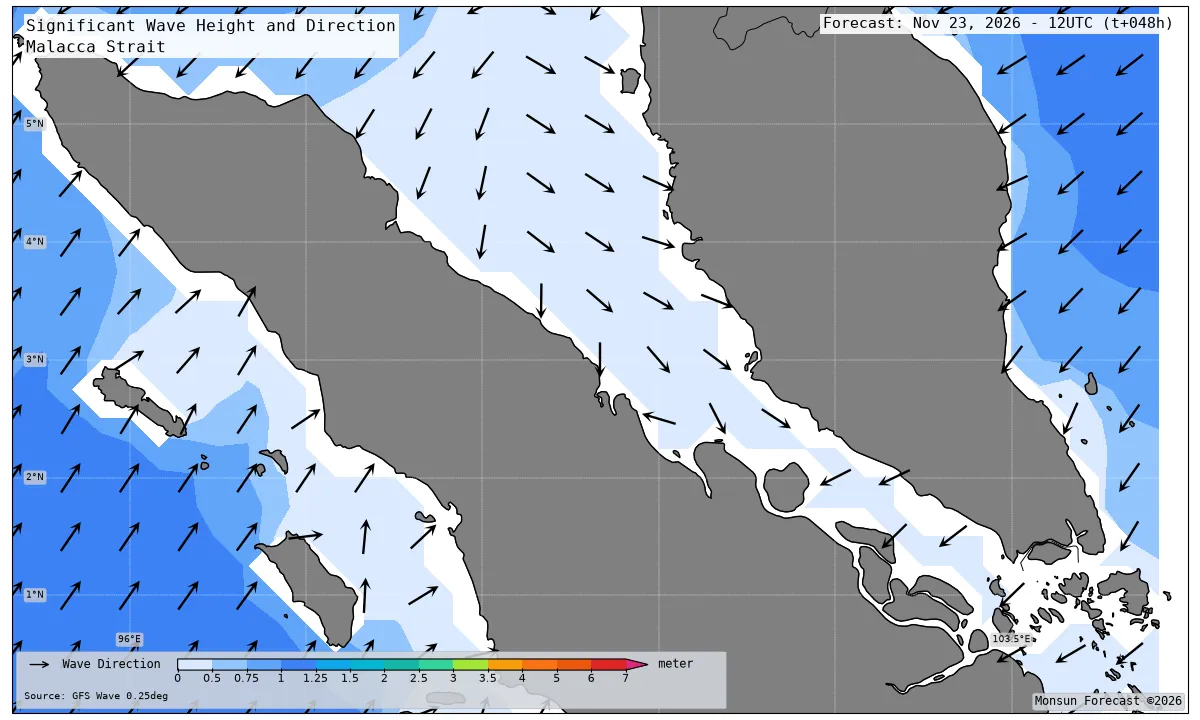 Significant Wave Height and Direction
Malacca Strait
Forecast: Nov 23, 2026 - 12UTC (t+048h)
5°N
4°N
3°N
2°N
1°N
96°E
103.5°E
Wave Direction
meter
0 0.5 0.75 1 1.25 1.5 2 2.5 3 3.5 4 5 6 7
Source: GFS Wave 0.25deg
Monsun Forecast ©2026